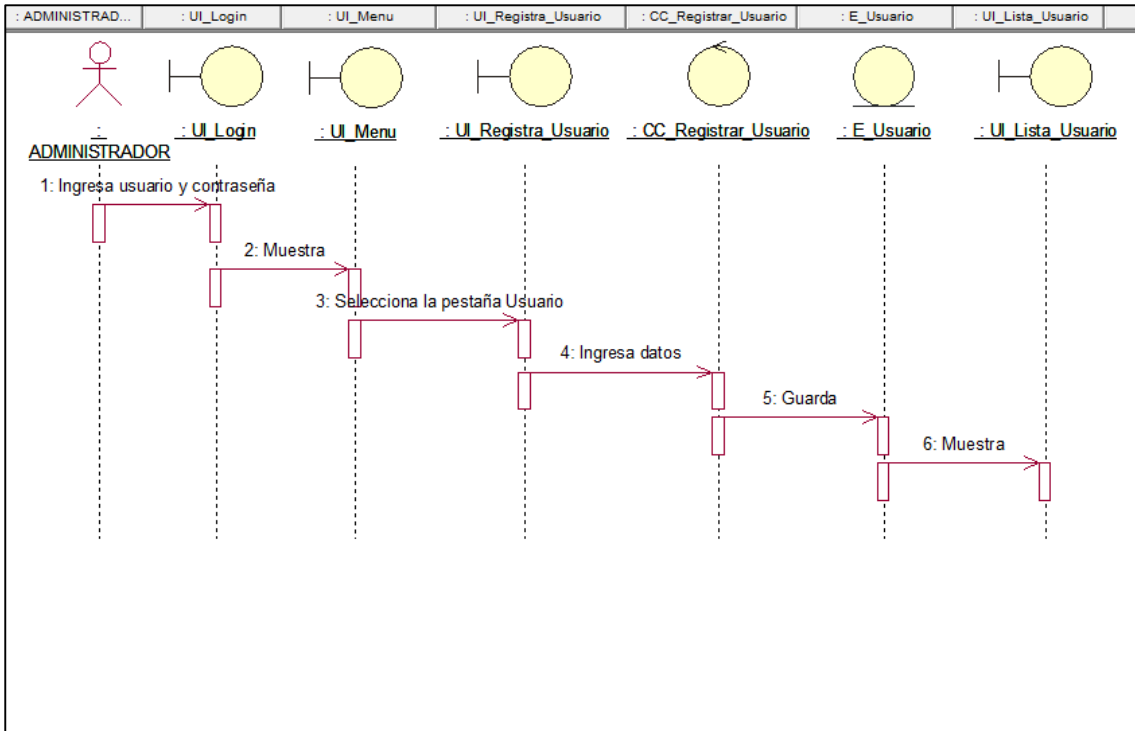 : ADMINISTRAD...
: UI_Login
: UI_Menu
: UI_Registra_Usuario
: CC_Registrar_Usuario
: E_Usuario
: UI_Lista_Usuario
:
ADMINISTRADOR
: UI_Login
: UI_Menu
: UI_Registra_Usuario
: CC_Registrar_Usuario
: E_Usuario
: UI_Lista_Usuario
1: Ingresa usuario y contraseña
2: Muestra
3: Selecciona la pestaña Usuario
4: Ingresa datos
5: Guarda
6: Muestra